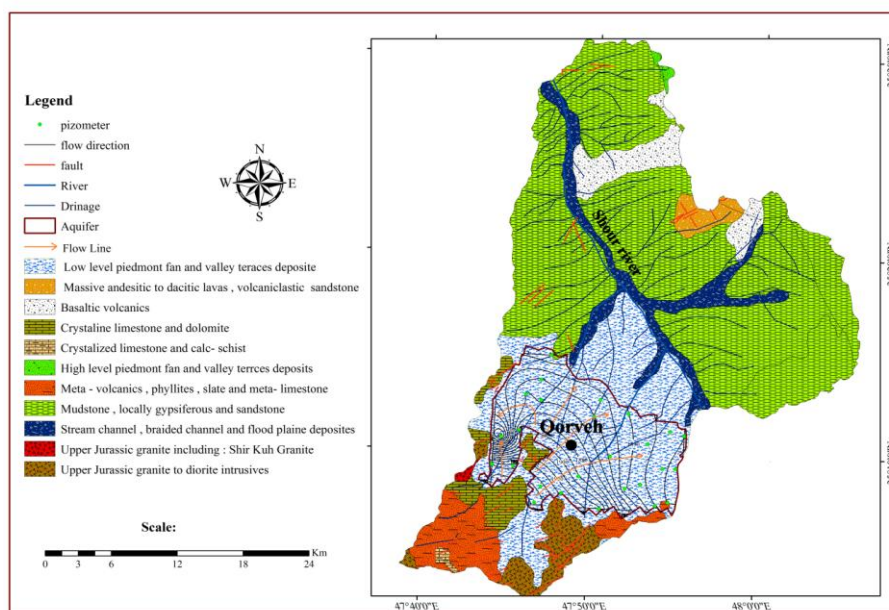 Legend
pizometer
flow direction
fault
River
Drinage
Aquifer
Flow Line
Low level piedmont fan and valley teraces deposite
Massive andesitic to dacitic lavas , volcaniclastic sandstone
Basaltic volcanics
Crystaline limestone and dolomite
Crystalized limestone and calc- schist
High level piedmont fan and valley terrces deposits
Meta - volcanics , phyllites , slate and meta- limestone
Mudstone , locally gypsiferous and sandstone
Stream channel , braided channel and flood plaine deposites
Upper Jurassic granite including : Shir Kuh Granite
Upper Jurassic granite to diorite intrusives
N
W
E
S
Scale:
0 1.5 3 6 12 18 24
Km
Shour river
Qorveh
47°40'0"E
47°50'0"E
48°0'0"E